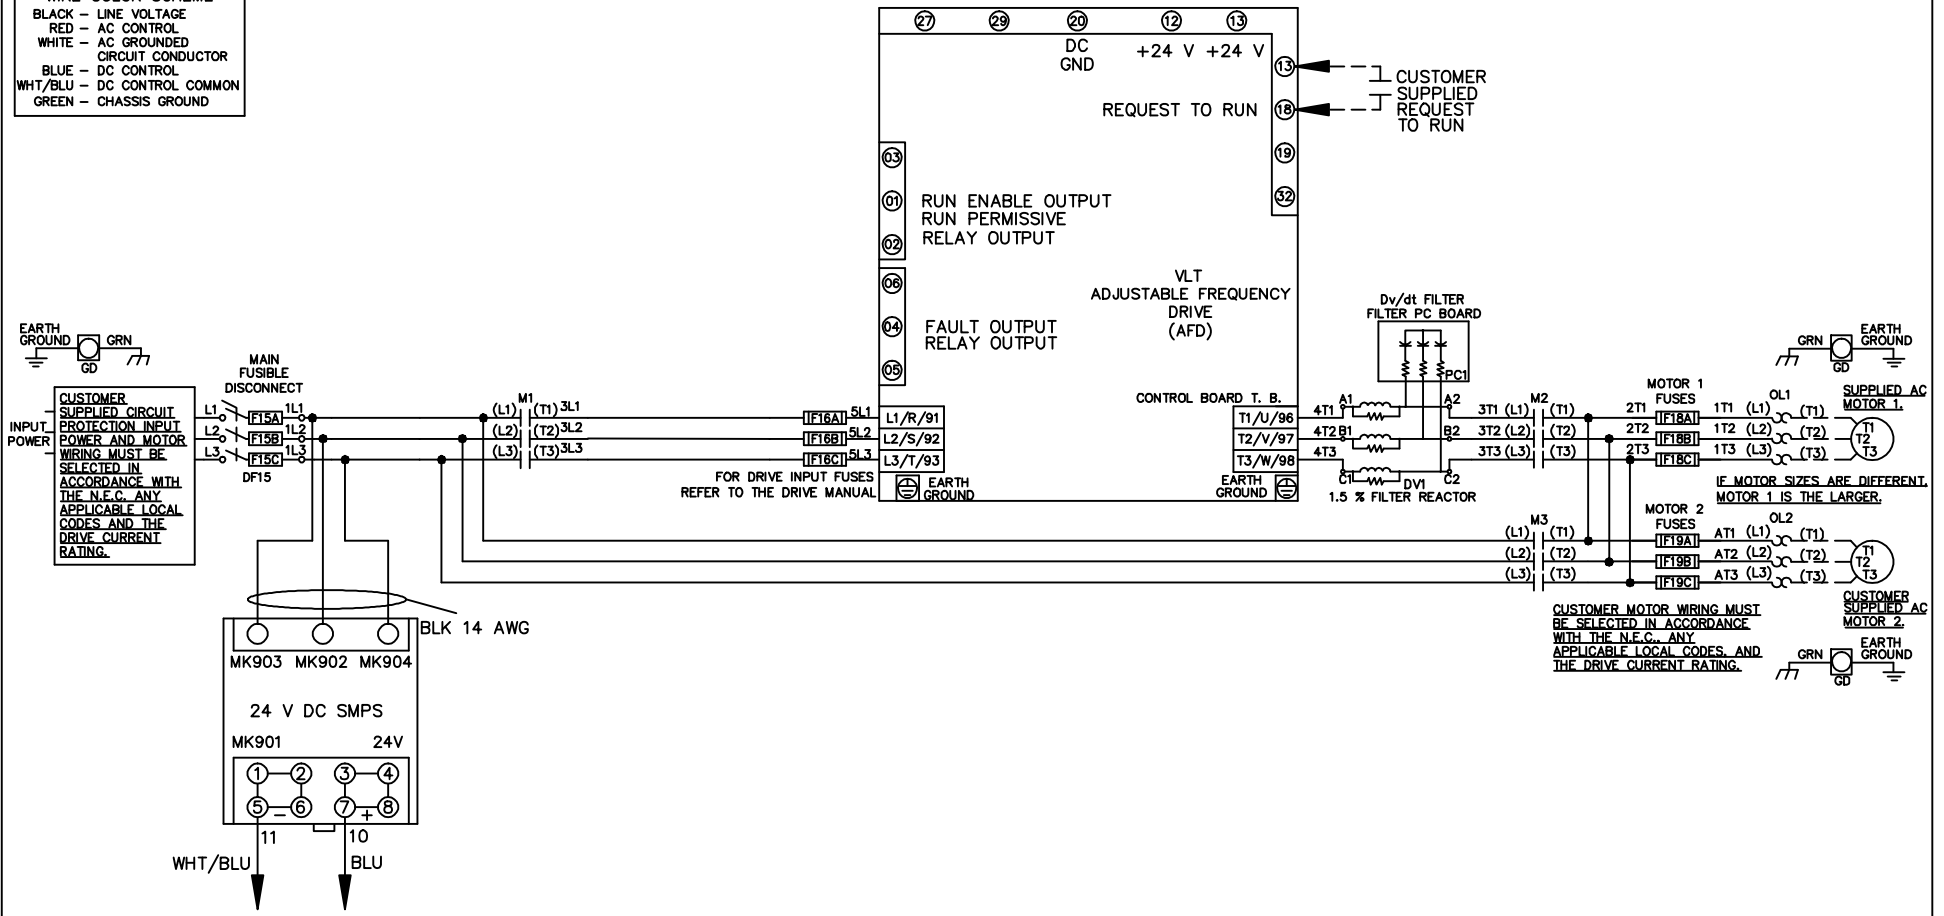 BLACK – LINE VOLTAGE
RED – AC CONTROL
WHITE – AC GROUNDED
CIRCUIT CONDUCTOR
BLUE – DC CONTROL
WHT/BLU – DC CONTROL COMMON
GREEN – CHASSIS GROUND
27 29 20 12 13
DC
GND
+24 V +24 V
13
18
19
32
REQUEST TO RUN
CUSTOMER
SUPPLIED
REQUEST
TO RUN
03
01
02
RUN ENABLE OUTPUT
RUN PERMISSIVE
RELAY OUTPUT
06
04
05
FAULT OUTPUT
RELAY OUTPUT
VLT
ADJUSTABLE FREQUENCY
DRIVE
(AFD)
CONTROL BOARD T. B.
Dv/dt FILTER
FILTER PC BOARD
PC1
EARTH
GROUND
GRN
GD
MAIN
FUSIBLE
DISCONNECT
INPUT
POWER
CUSTOMER
SUPPLIED CIRCUIT
PROTECTION INPUT
POWER AND MOTOR
WIRING MUST BE
SELECTED IN
ACCORDANCE WITH
THE N.E.C. ANY
APPLICABLE LOCAL
CODES AND THE
DRIVE CURRENT
RATING.
L1 F15A 1L1
L2 F15B 1L2
L3 F15C 1L3
DF15
M1
(L1) (T1) 3L1
(L2) (T2) 3L2
(L3) (T3) 3L3
F16A 5L1 L1/R/91
F16B 5L2 L2/S/92
F16C 5L3 L3/T/93
FOR DRIVE INPUT FUSES
REFER TO THE DRIVE MANUAL
EARTH
GROUND
T1/U/96 4T1 A1 A2
T2/V/97 4T2 B1 B2
T3/W/98 4T3 C1 C2
EARTH
GROUND
DV1
1.5 % FILTER REACTOR
M2
3T1 (L1) (T1)
3T2 (L2) (T2)
3T3 (L3) (T3)
MOTOR 1
FUSES
2T1 F18A 1T1 (L1) (T1)
2T2 F18B 1T2 (L2) (T2)
2T3 F18C 1T3 (L3) (T3)
OL1
T1
T2
T3
GRN
GD
EARTH
GROUND
SUPPLIED AC
MOTOR 1.
IF MOTOR SIZES ARE DIFFERENT,
MOTOR 1 IS THE LARGER.
M3
(L1) (T1)
(L2) (T2)
(L3) (T3)
MOTOR 2
FUSES
F19A AT1 (L1) (T1)
F19B AT2 (L2) (T2)
F19C AT3 (L3) (T3)
OL2
T1
T2
T3
CUSTOMER
SUPPLIED AC
MOTOR 2.
CUSTOMER MOTOR WIRING MUST
BE SELECTED IN ACCORDANCE
WITH THE N.E.C., ANY
APPLICABLE LOCAL CODES, AND
THE DRIVE CURRENT RATING.
GRN
GD
EARTH
GROUND
BLK 14 AWG
MK903 MK902 MK904
24 V DC SMPS
MK901 24V
1 2 3 4
5 – 6 7 + 8
11 10
WHT/BLU BLU